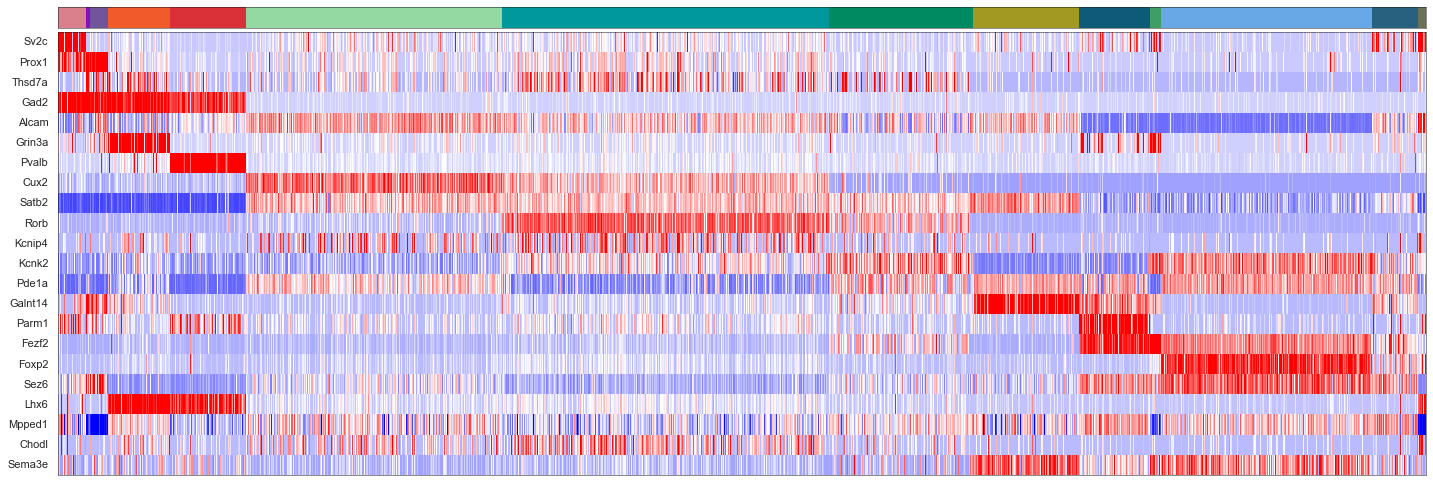 Sv2c
Prox1
Thsd7a
Gad2
Alcam
Grin3a
Pvalb
Cux2
Satb2
Rorb
Kcnip4
Kcnk2
Pde1a
Galnt14
Parm1
Fezf2
Foxp2
Sez6
Lhx6
Mpped1
Chodl
Sema3e